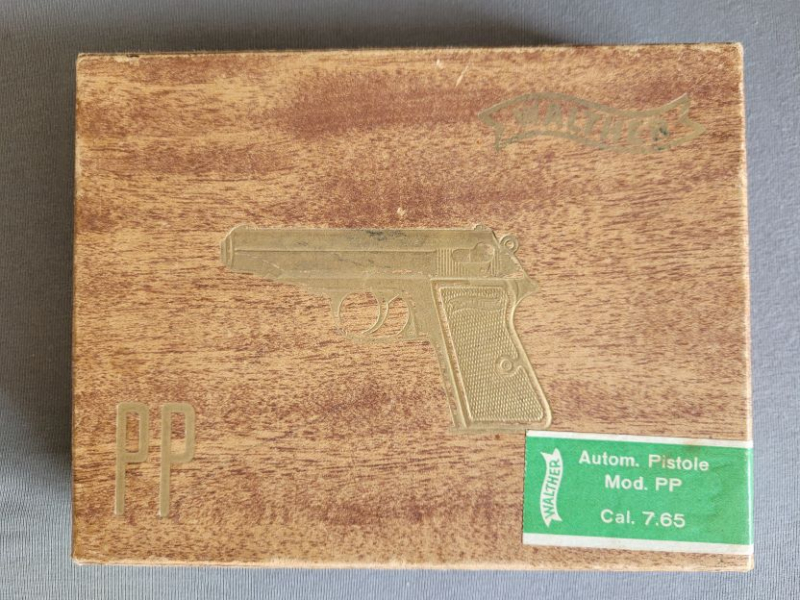 WALTHER
PP
WALTHER
Autom. Pistole
Mod. PP
Cal. 7.65